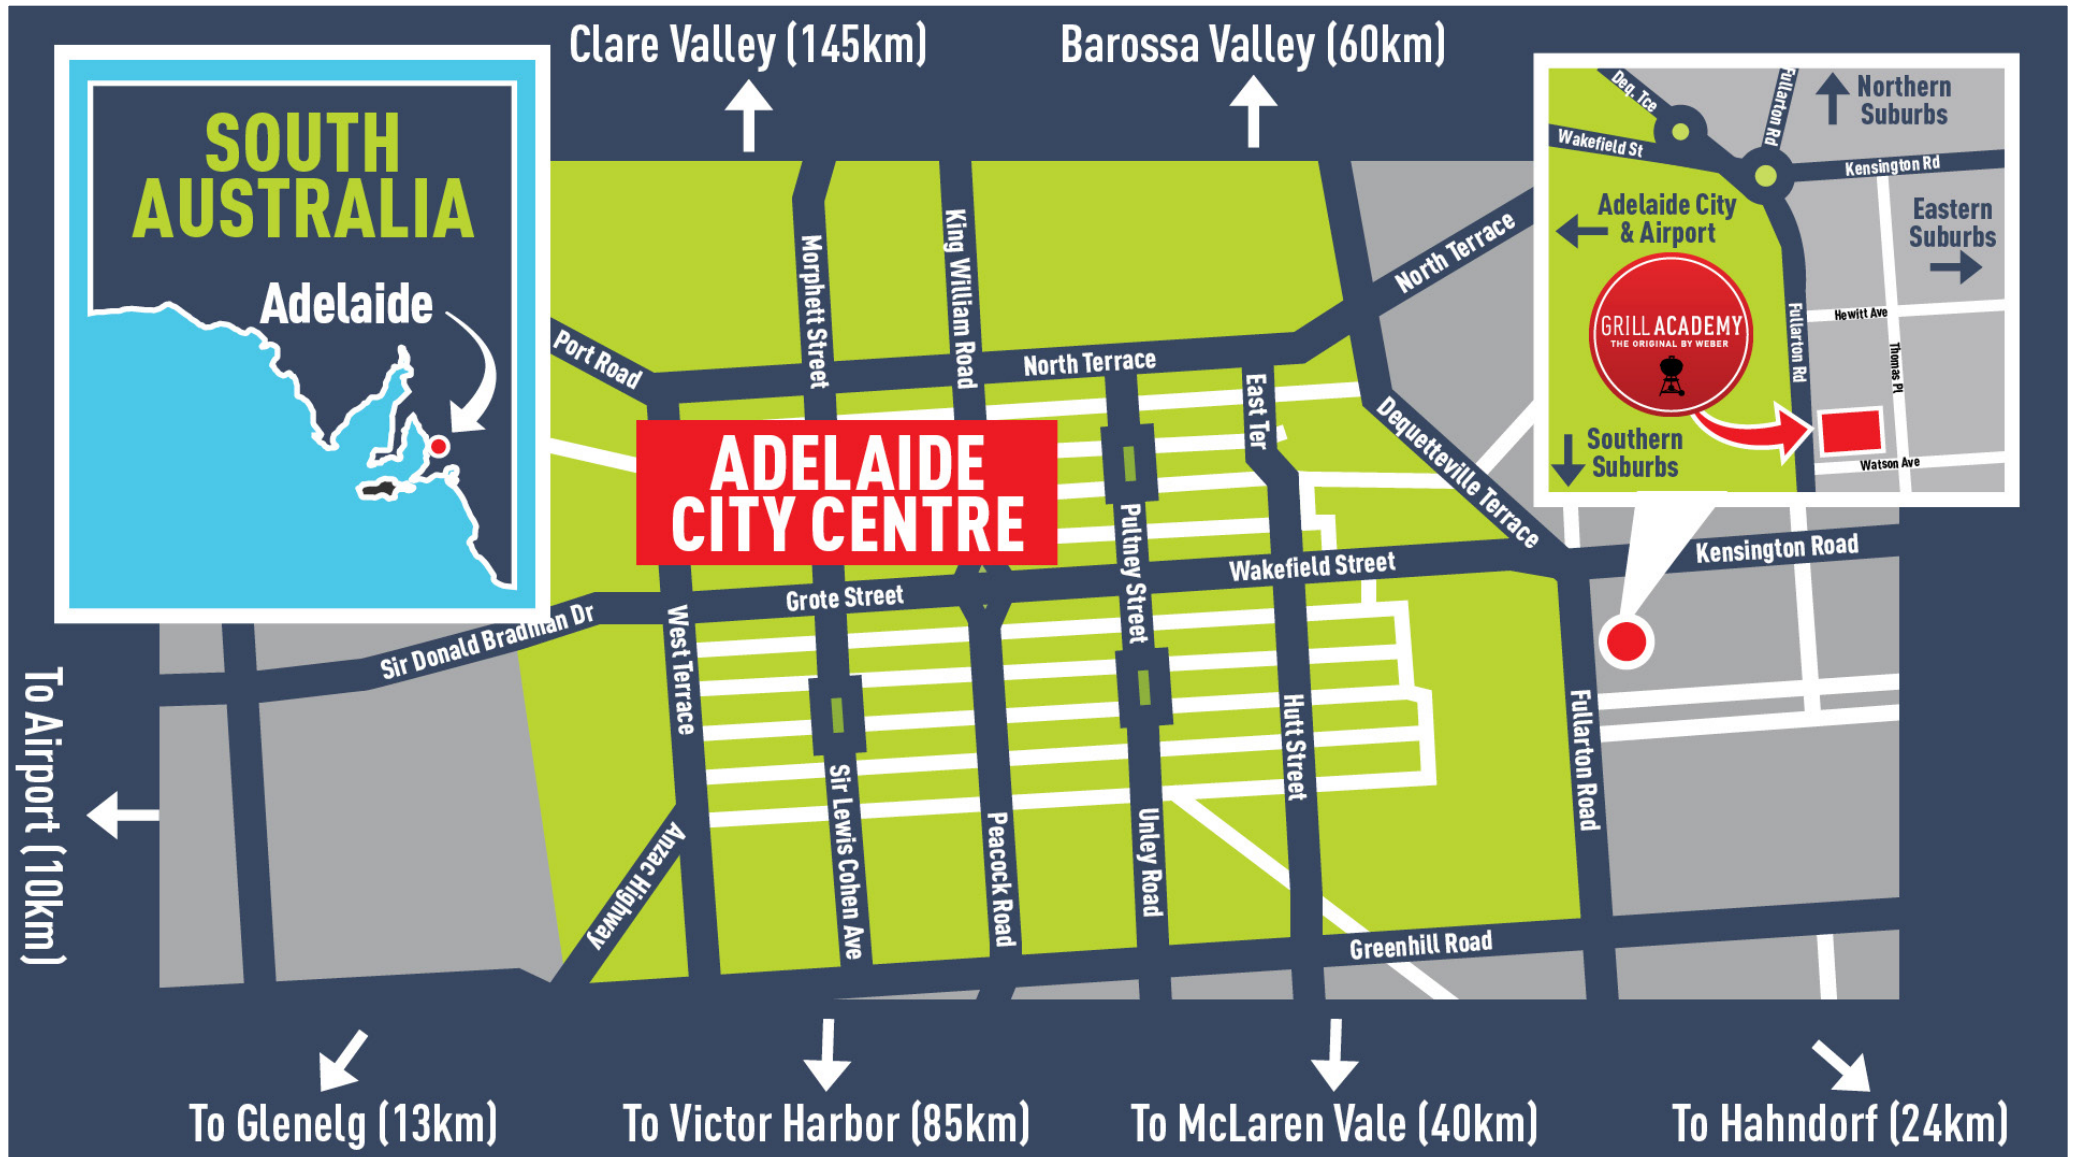 Clare Valley (145km)
Barossa Valley (60km)
SOUTH
AUSTRALIA
Adelaide
Deq. Tce
Fullarton Rd
Northern
Suburbs
Wakefield St
Kensington Rd
Adelaide City
& Airport
Eastern
Suburbs
GRILL ACADEMY
THE ORIGINAL BY WEBER
Fullarton Rd
Hewitt Ave
Thomas Pl
Southern
Suburbs
Watson Ave
Morphett Street
King William Road
North Terrace
Port Road
North Terrace
East Ter
Dequetteville Terrace
ADELAIDE
CITY CENTRE
Pultney Street
Wakefield Street
Kensington Road
Grote Street
Sir Donald Bradman Dr
West Terrace
Hutt Street
Fullarton Road
Sir Lewis Cohen Ave
Peacock Road
Unley Road
Anzac Highway
Greenhill Road
To Airport (10km)
To Glenelg (13km)
To Victor Harbor (85km)
To McLaren Vale (40km)
To Hahndorf (24km)